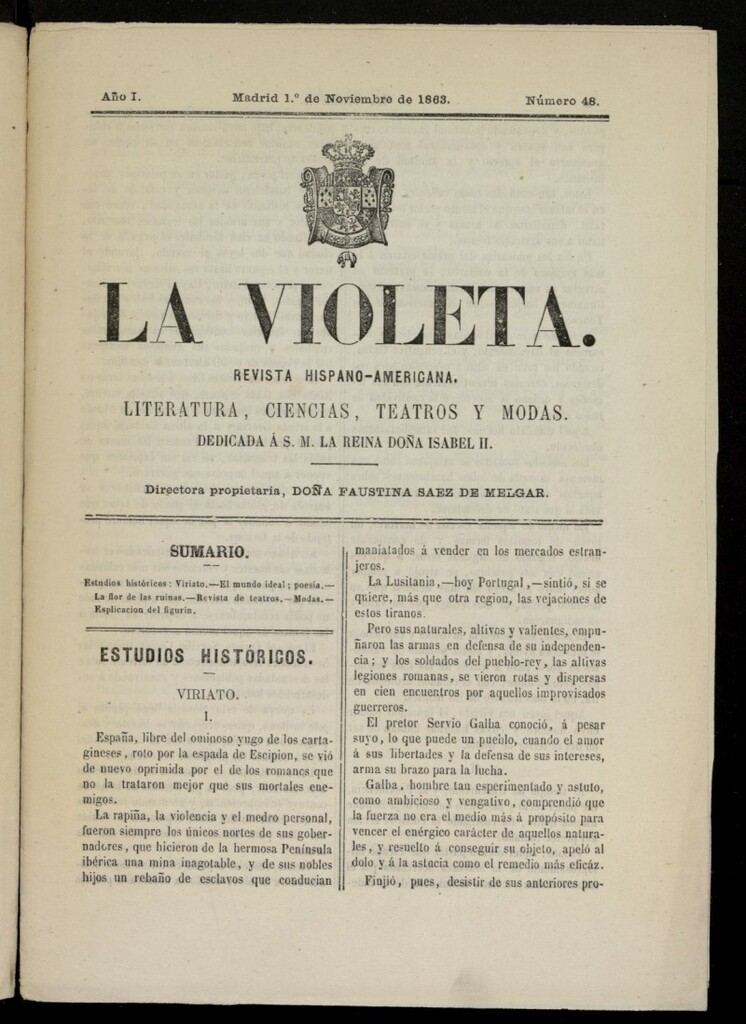 Año I.
Madrid 1.º de Noviembre de 1863.
Número 48.
LA VIOLETA.
REVISTA HISPANO-AMERICANA.
LITERATURA, CIENCIAS, TEATROS Y MODAS.
DEDICADA Á S. M. LA REINA DOÑA ISABEL II.
Directora propietaria, DOÑA FAUSTINA SAEZ DE MELGAR.
SUMARIO.
Estudios históricos: Viriato.—El mundo ideal; poesía.—
La flor de las ruinas.—Revista de teatros.—Modas.—
Esplicacion del figurin.
ESTUDIOS HISTÓRICOS.
VIRIATO.
I.
España, libre del ominoso yugo de los carta-
gineses, roto por la espada de Escipion, se vió
de nuevo oprimida por el de los romanos que
no la trataron mejor que sus mortales ene-
migos.
La rapiña, la violencia y el medro personal,
fueron siempre los únicos nortes de sus gober-
nadores, que hicieron de la hermosa Península
ibérica una mina inagotable, y de sus nobles
hijos un rebaño de esclavos que conducian
maniatados á vender en los mercados estran-
jeros.
La Lusitania,—hoy Portugal,—sintió, si se
quiere, más que otra region, las vejaciones de
estos tiranos.
Pero sus naturales, altivos y valientes, empu-
ñaron las armas en defensa de su independen-
cia; y los soldados del pueblo-rey, las altivas
legiones romanas, se vieron rotas y dispersas
en cien encuentros por aquellos improvisados
guerreros.
El pretor Servio Galba conoció, á pesar
suyo, lo que puede un pueblo, cuando el amor
á sus libertades y la defensa de sus intereses,
arma su brazo para la lucha.
Galba, hombre tan esperimentado y astuto,
como ambicioso y vengativo, comprendió que
la fuerza no era el medio más á propósito para
vencer el enérgico carácter de aquellos natura-
les, y resuelto á conseguir su objeto, apeló al
dolo y á la astucia como el remedio más eficáz.
Finjió, pues, desistir de sus anteriores pro-